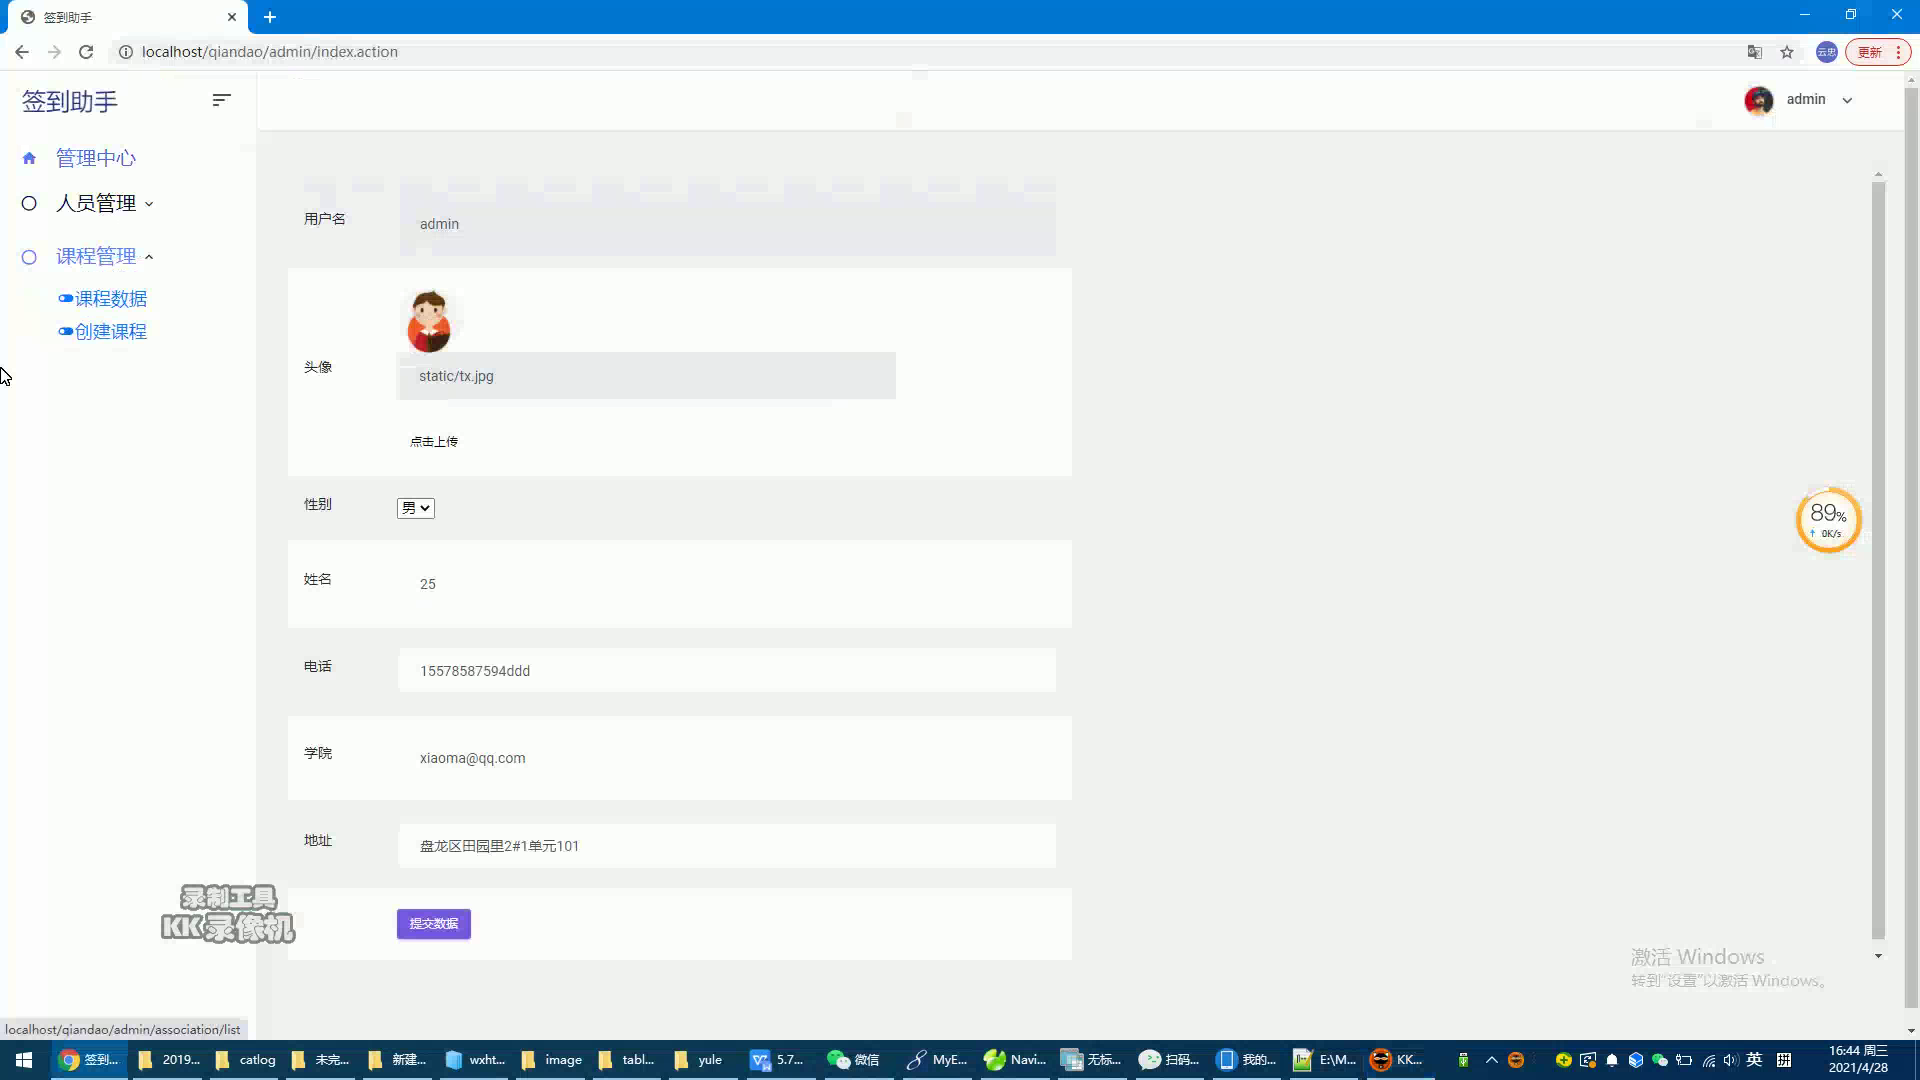 签到助手
localhost/qiandao/admin/index.action
云忠
更新
签到助手
admin
管理中心
人员管理
课程管理
课程数据
创建课程
用户名
admin
头像
static/tx.jpg
点击上传
性别
男
姓名
25
电话
15578587594ddd
学院
xiaoma@qq.com
地址
盘龙区田园里2#1单元101
提交数据
89%
0K/s
录制工具
KK录像机
激活 Windows
转到"设置"以激活 Windows。
localhost/qiandao/admin/association/list
签到...
2019...
catlog
未完...
新建...
wxht...
image
tabl...
yule
5.7...
微信
MyE...
Navi...
无标...
扫码...
我的...
E:\M...
KK...
英
拼
16:44 周三
2021/4/28